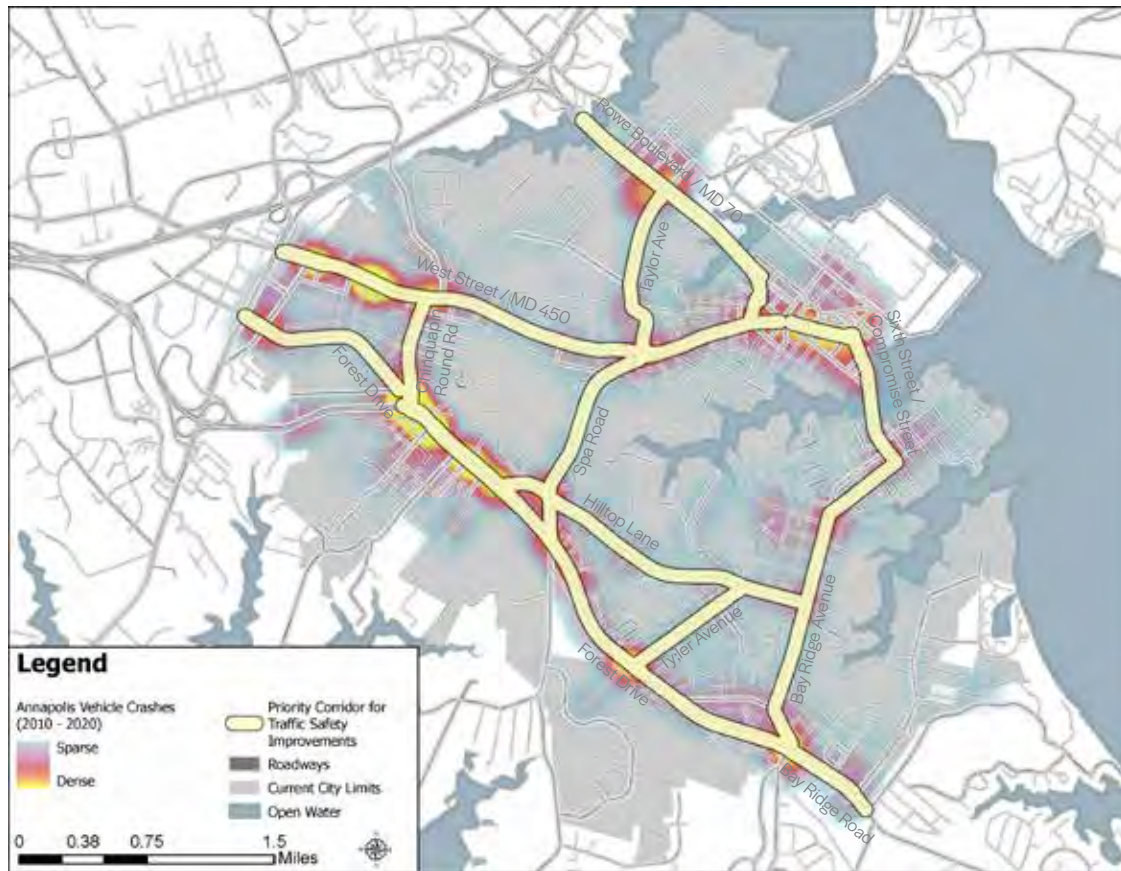 Rowe Boulevard / MD 70
Taylor Ave
West Street / MD 450
Chinquapin
Round Rd
Forest Drive
Sixth Street /
Compromise Street
Spa Road
Hilltop Lane
Tyler Avenue
Forest Drive
Bay Ridge Avenue
Bay Ridge Road
Legend
Annapolis Vehicle Crashes
(2010 - 2020)
Sparse
Dense
Priority Corridor for
Traffic Safety
Improvements
Roadways
Current City Limits
Open Water
0 0.38 0.75 1.5
Miles